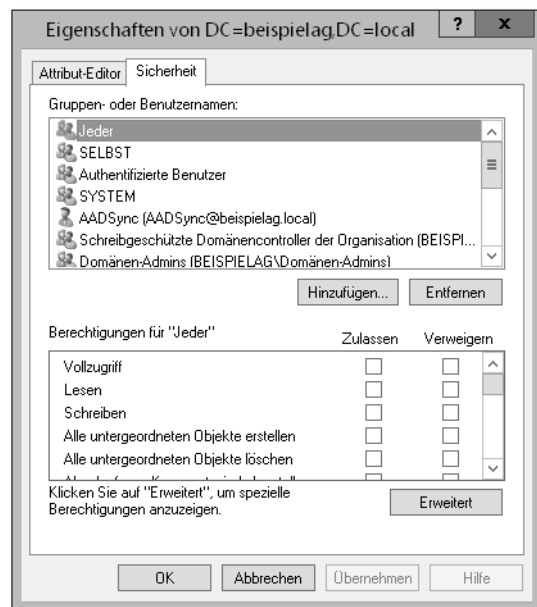 Eigenschaften von DC=beispielag,DC=local ? x
Attribut-Editor Sicherheit
Gruppen- oder Benutzernamen:
Jeder
SELBST
Authentifizierte Benutzer
SYSTEM
AADSync (AADSync@beispielag.local)
Schreibgeschützte Domänencontroller der Organisation (BEISPI...
Domänen-Admins (BEISPIELAG\Domänen-Admins)
Hinzufügen... Entfernen
Berechtigungen für "Jeder" Zulassen Verweigern
Vollzugriff
Lesen
Schreiben
Alle untergeordneten Objekte erstellen
Alle untergeordneten Objekte löschen
Klicken Sie auf "Erweitert", um spezielle
Berechtigungen anzuzeigen. Erweitert
OK Abbrechen Übernehmen Hilfe